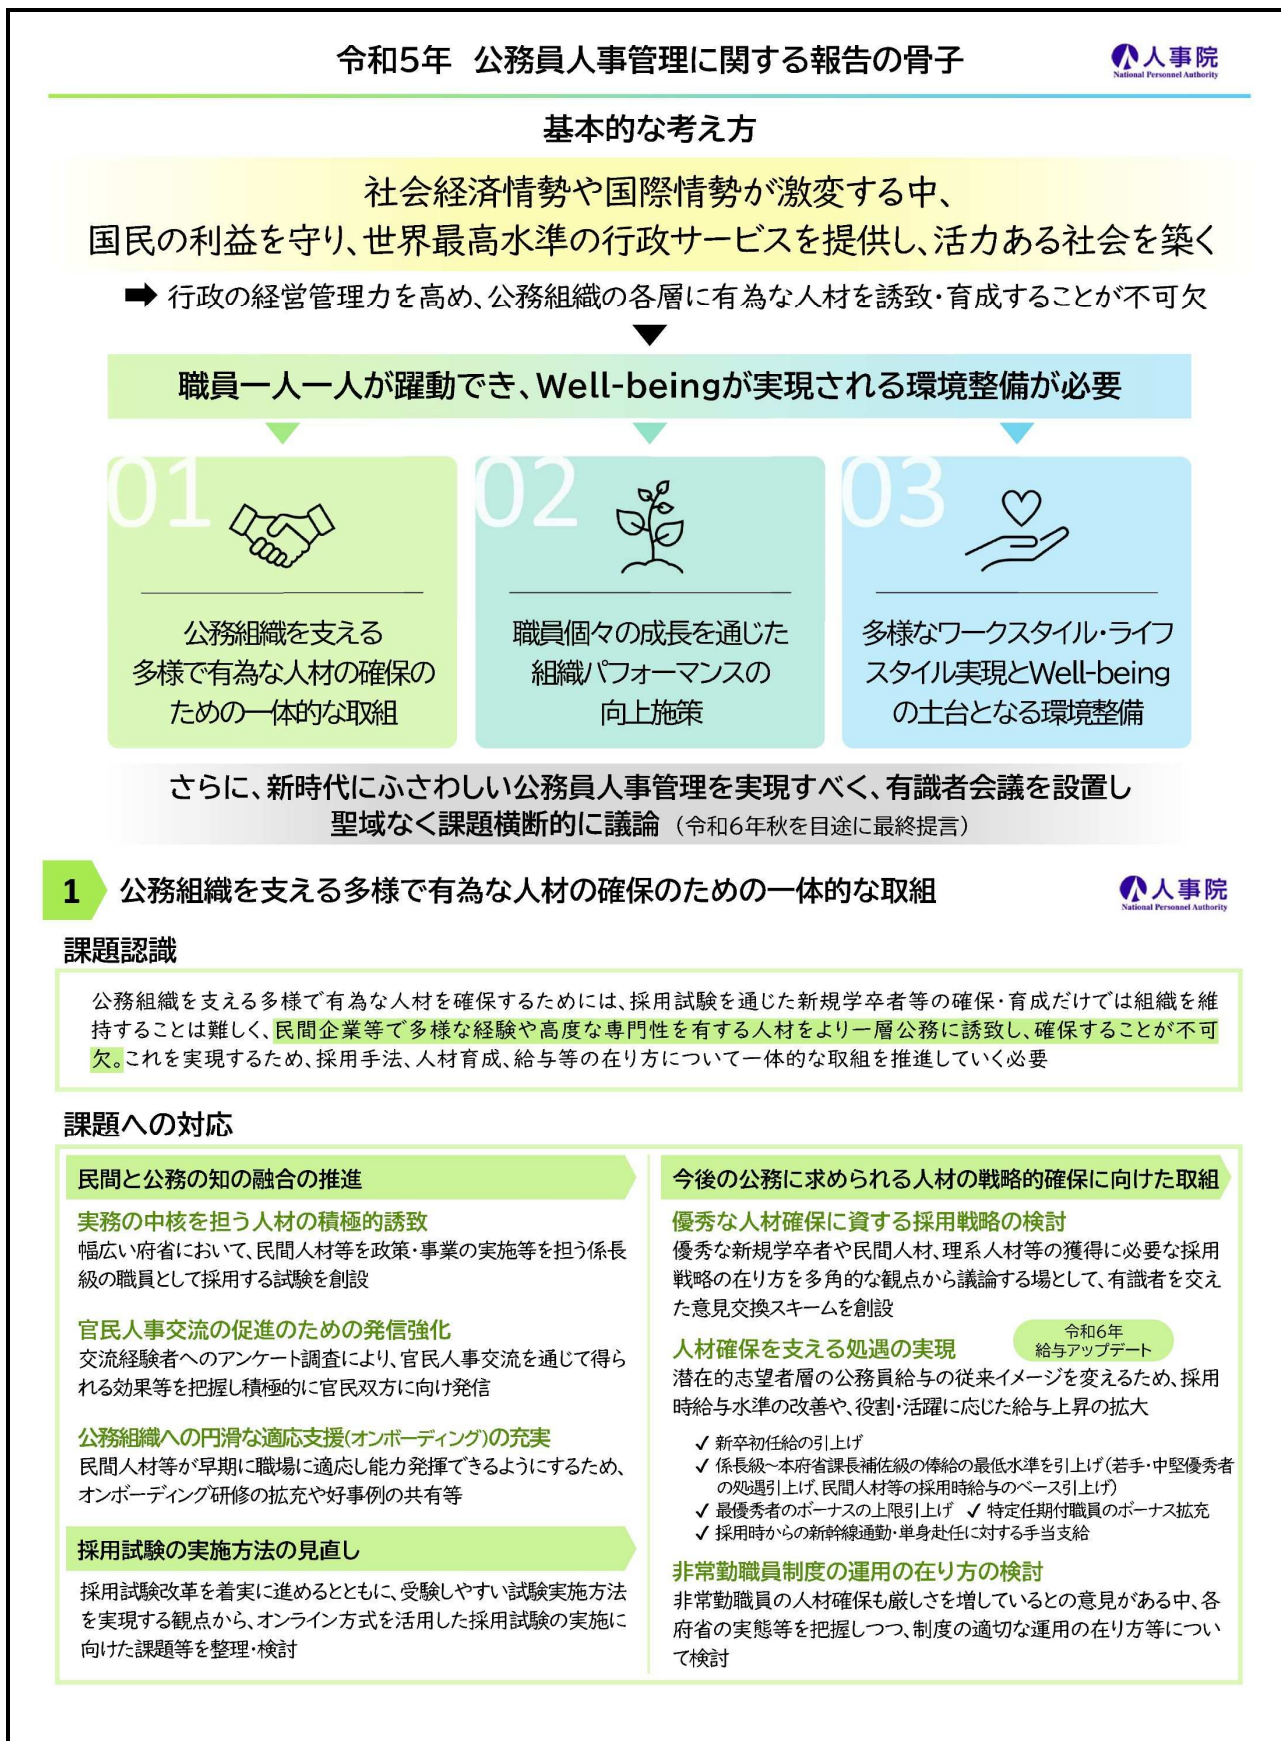 令和5年 公務員人事管理に関する報告の骨子
人事院
National Personnel Authority
基本的な考え方
社会経済情勢や国際情勢が激変する中、
国民の利益を守り、世界最高水準の行政サービスを提供し、活力ある社会を築く
➡ 行政の経営管理力を高め、公務組織の各層に有為な人材を誘致・育成することが不可欠
職員一人一人が躍動でき、Well-beingが実現される環境整備が必要
01
公務組織を支える
多様で有為な人材の確保の
ための一体的な取組
02
職員個々の成長を通じた
組織パフォーマンスの
向上施策
03
多様なワークスタイル・ライフ
スタイル実現とWell-being
の土台となる環境整備
さらに、新時代にふさわしい公務員人事管理を実現すべく、有識者会議を設置し
聖域なく課題横断的に議論（令和6年秋を目途に最終提言）
1 公務組織を支える多様で有為な人材の確保のための一体的な取組
人事院
National Personnel Authority
課題認識
公務組織を支える多様で有為な人材を確保するためには、採用試験を通じた新規学卒者等の確保・育成だけでは組織を維
持することは難しく、民間企業等で多様な経験や高度な専門性を有する人材をより一層公務に誘致し、確保することが不可
欠。これを実現するため、採用手法、人材育成、給与等の在り方について一体的な取組を推進していく必要
課題への対応
民間と公務の知の融合の推進
実務の中核を担う人材の積極的誘致
幅広い府省において、民間人材等を政策・事業の実施等を担う係長
級の職員として採用する試験を創設
官民人事交流の促進のための発信強化
交流経験者へのアンケート調査により、官民人事交流を通じて得ら
れる効果等を把握し積極的に官民双方に向け発信
公務組織への円滑な適応支援(オンボーディング)の充実
民間人材等が早期に職場に適応し能力発揮できるようにするため、
オンボーディング研修の拡充や好事例の共有等
採用試験の実施方法の見直し
採用試験改革を着実に進めるとともに、受験しやすい試験実施方法
を実現する観点から、オンライン方式を活用した採用試験の実施に
向けた課題等を整理・検討
今後の公務に求められる人材の戦略的確保に向けた取組
優秀な人材確保に資する採用戦略の検討
優秀な新規学卒者や民間人材、理系人材等の獲得に必要な採用
戦略の在り方を多角的な観点から議論する場として、有識者を交え
た意見交換スキームを創設
人材確保を支える処遇の実現
令和6年
給与アップデート
潜在的志望者層の公務員給与の従来イメージを変えるため、採用
時給与水準の改善や、役割・活躍に応じた給与上昇の拡大
✓ 新卒初任給の引上げ
✓ 係長級～本府省課長補佐級の俸給の最低水準を引上げ（若手・中堅優秀者
の処遇引上げ、民間人材等の採用時給与のベース引上げ）
✓ 最優秀者のボーナスの上限引上げ ✓ 特定任期付職員のボーナス拡充
✓ 採用時からの新幹線通勤・単身赴任に対する手当支給
非常勤職員制度の運用の在り方の検討
非常勤職員の人材確保も厳しさを増しているとの意見がある中、各
府省の実態等を把握しつつ、制度の適切な運用の在り方等につい
て検討